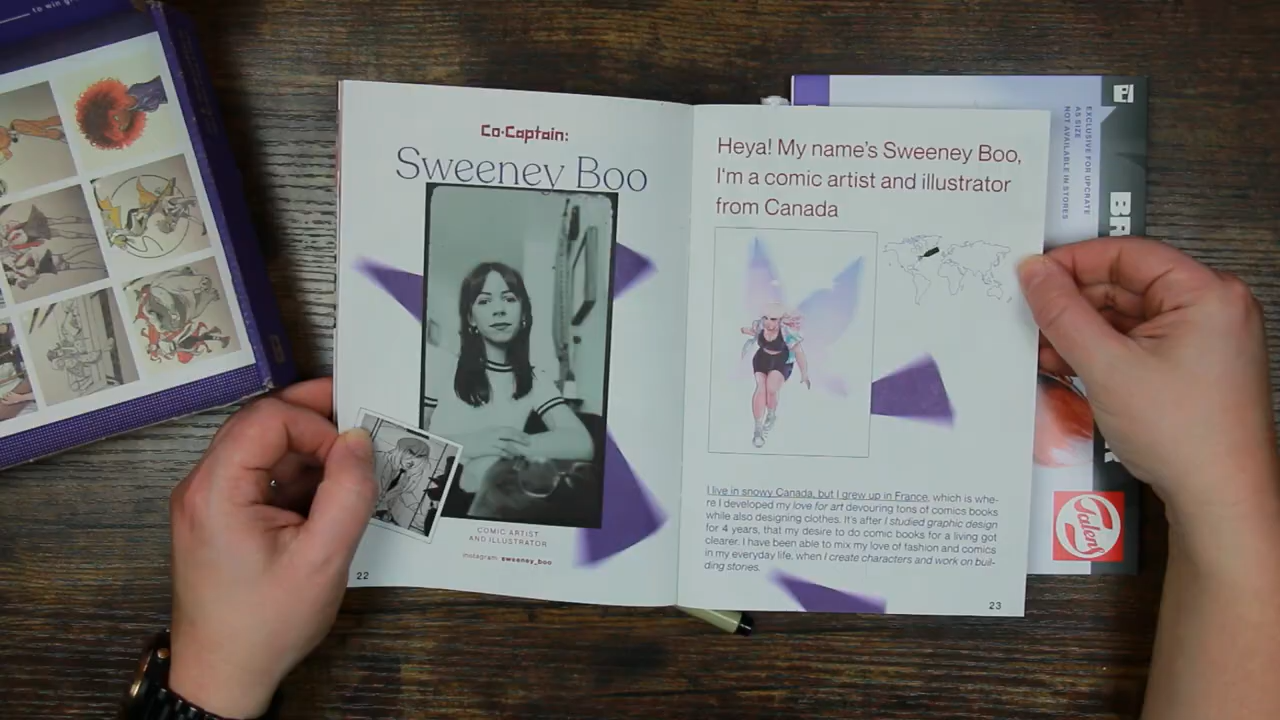 to win
Co-Captain:
Sweeney Boo
COMIC ARTIST
AND ILLUSTRATOR
Instagram: sweeney_boo
22
Heya! My name's Sweeney Boo,
I'm a comic artist and illustrator
from Canada
I live in snowy Canada, but I grew up in France, which is whe-
re I developed my love for art devouring tons of comics books
while also designing clothes. It's after I studied graphic design
for 4 years, that my desire to do comic books for a living got
clearer. I have been able to mix my love of fashion and comics
in my everyday life, when I create characters and work on buil-
ding stories.
23
EXCLUSIVE FOR UPCRATE
A5 SIZE
NOT AVAILABLE IN STORES
Talens